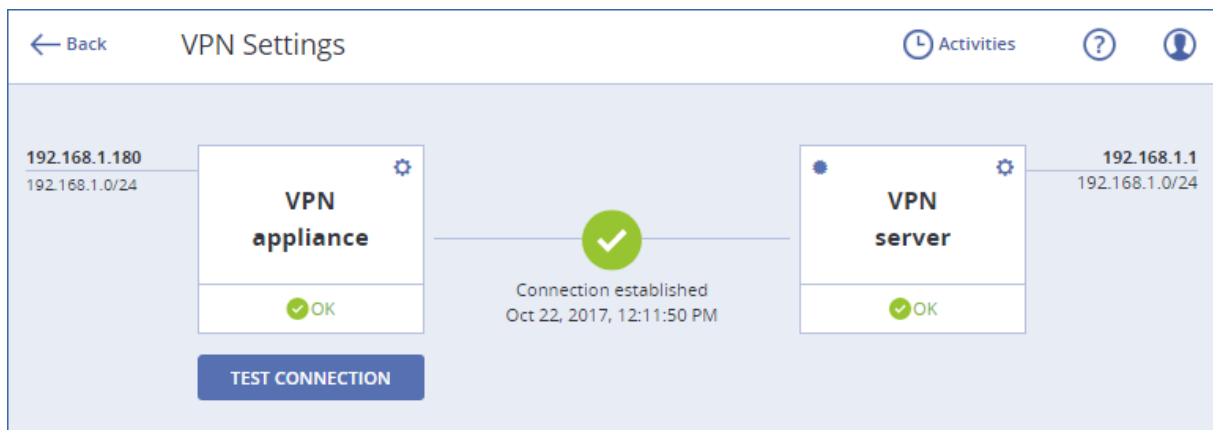 Back
VPN Settings
Activities
?
192.168.1.180
192.168.1.0/24
VPN
appliance
OK
Connection established
Oct 22, 2017, 12:11:50 PM
192.168.1.1
192.168.1.0/24
VPN
server
OK
TEST CONNECTION